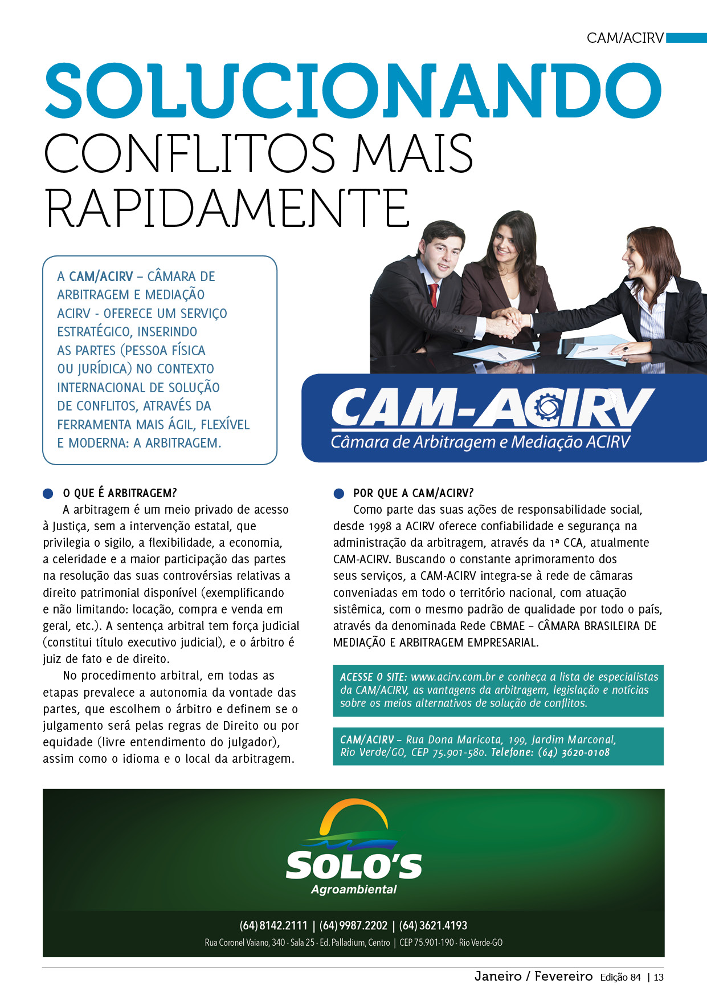 CAM/ACIRV
SOLUCIONANDO
CONFLITOS MAIS
RAPIDAMENTE
A CAM/ACIRV – CÂMARA DE
ARBITRAGEM E MEDIAÇÃO
ACIRV - OFERECE UM SERVIÇO
ESTRATÉGICO, INSERINDO
AS PARTES (PESSOA FÍSICA
OU JURÍDICA) NO CONTEXTO
INTERNACIONAL DE SOLUÇÃO
DE CONFLITOS, ATRAVÉS DA
FERRAMENTA MAIS ÁGIL, FLEXÍVEL
E MODERNA: A ARBITRAGEM.
CAM-ACIRV
Câmara de Arbitragem e Mediação ACIRV
O QUE É ARBITRAGEM?
A arbitragem é um meio privado de acesso
à Justiça, sem a intervenção estatal, que
privilegia o sigilo, a flexibilidade, a economia,
a celeridade e a maior participação das partes
na resolução das suas controvérsias relativas a
direito patrimonial disponível (exemplificando
e não limitando: locação, compra e venda em
geral, etc.). A sentença arbitral tem força judicial
(constitui título executivo judicial), e o árbitro é
juiz de fato e de direito.
No procedimento arbitral, em todas as
etapas prevalece a autonomia da vontade das
partes, que escolhem o árbitro e definem se o
julgamento será pelas regras de Direito ou por
equidade (livre entendimento do julgador),
assim como o idioma e o local da arbitragem.
POR QUE A CAM/ACIRV?
Como parte das suas ações de responsabilidade social,
desde 1998 a ACIRV oferece confiabilidade e segurança na
administração da arbitragem, através da 1ª CCA, atualmente
CAM-ACIRV. Buscando o constante aprimoramento dos
seus serviços, a CAM-ACIRV integra-se à rede de câmaras
conveniadas em todo o território nacional, com atuação
sistêmica, com o mesmo padrão de qualidade por todo o país,
através da denominada Rede CBMAE – CÂMARA BRASILEIRA DE
MEDIAÇÃO E ARBITRAGEM EMPRESARIAL.
ACESSE O SITE: www.acirv.com.br e conheça a lista de especialistas
da CAM/ACIRV, as vantagens da arbitragem, legislação e notícias
sobre os meios alternativos de solução de conflitos.
CAM/ACIRV – Rua Dona Maricota, 199, Jardim Marconal,
Rio Verde/GO, CEP 75.901-580. Telefone: (64) 3620-0108
SOLO'S
Agroambiental
(64) 8142.2111 | (64) 9987.2202 | (64) 3621.4193
Rua Coronel Vaiano, 340 - Sala 25 - Ed. Palladium, Centro | CEP 75.901-190 - Rio Verde-GO
Janeiro / Fevereiro Edição 84 | 13